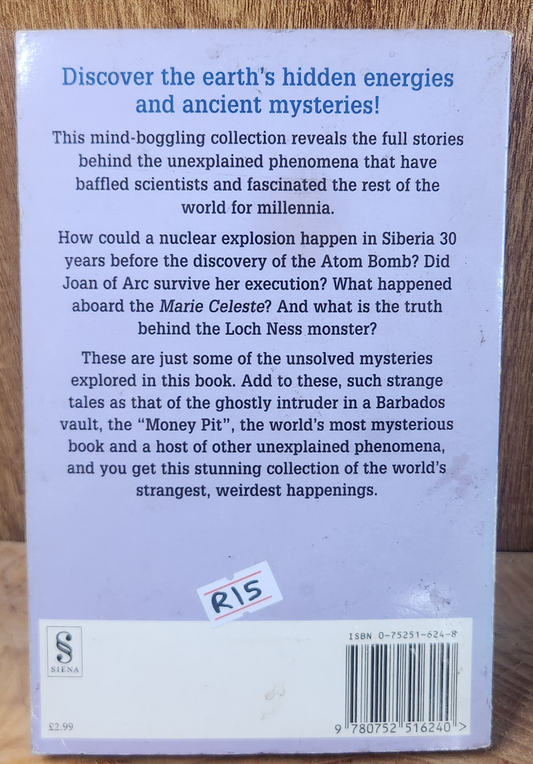 Discover the earth's hidden energies
and ancient mysteries!
This mind-boggling collection reveals the full stories
behind the unexplained phenomena that have
baffled scientists and fascinated the rest of the
world for millennia.
How could a nuclear explosion happen in Siberia 30
years before the discovery of the Atom Bomb? Did
Joan of Arc survive her execution? What happened
aboard the Marie Celeste? And what is the truth
behind the Loch Ness monster?
These are just some of the unsolved mysteries
explored in this book. Add to these, such strange
tales as that of the ghostly intruder in a Barbados
vault, the “Money Pit”, the world's most mysterious
book and a host of other unexplained phenomena,
and you get this stunning collection of the world's
strangest, weirdest happenings.
R15
ISBN 0-75251-624-8
S
SIENA
£2.99
9 780752 516240 >